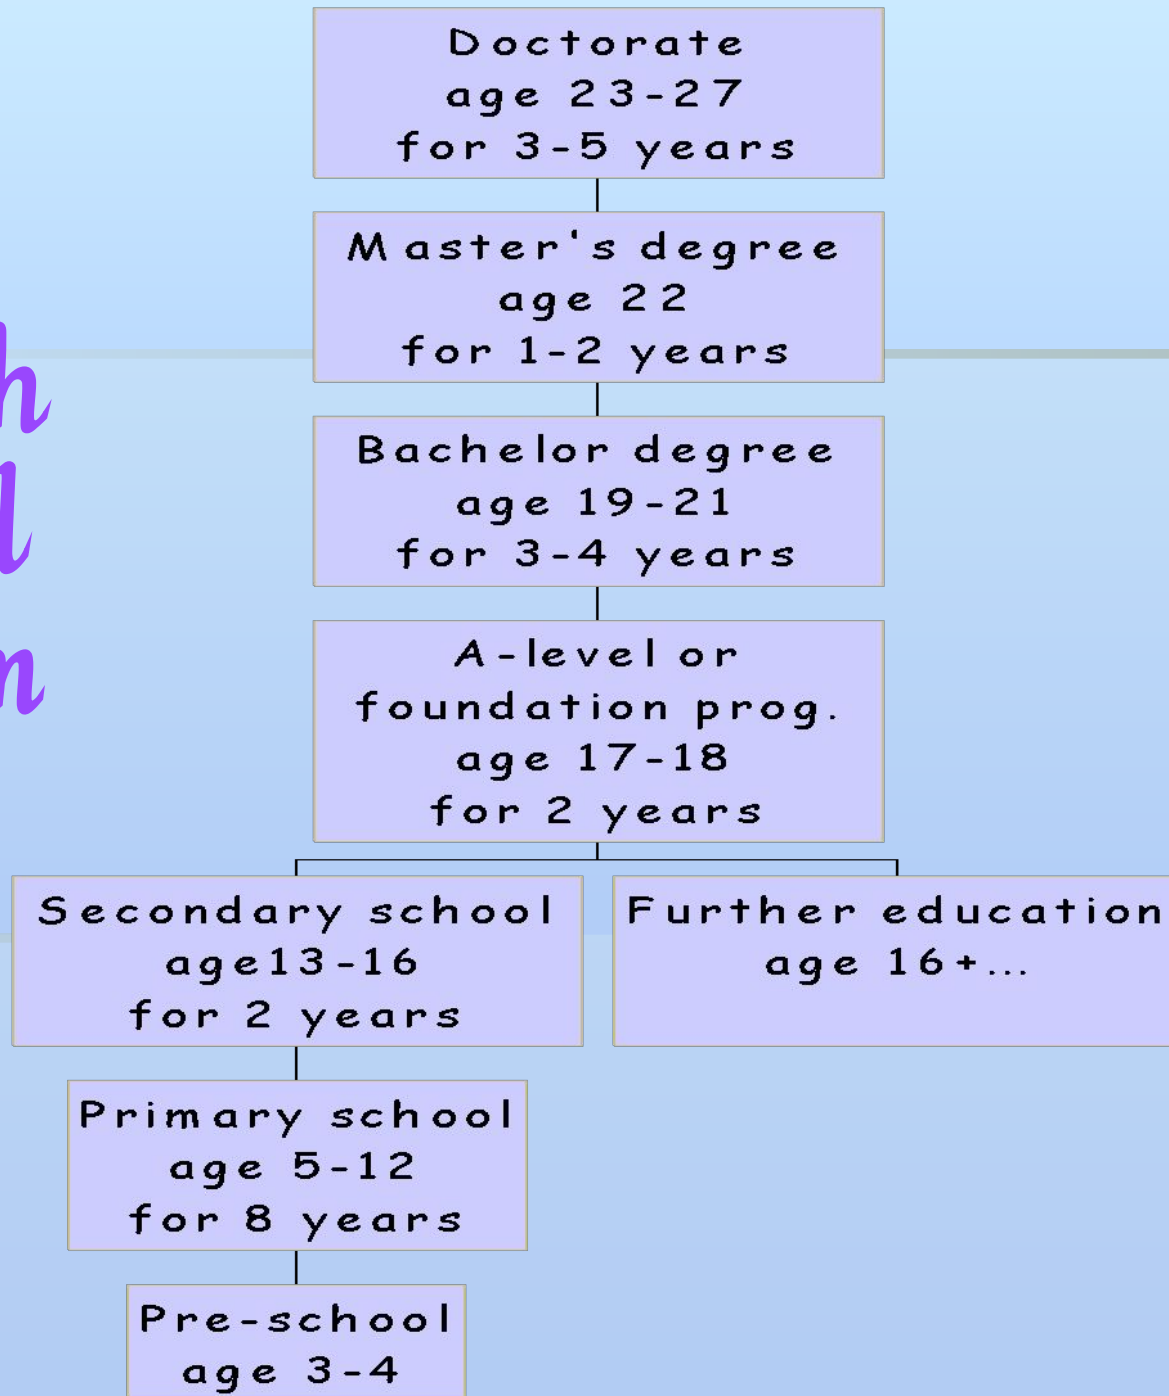 Doctorate
age 23-27
for 3-5 years
Master's degree
age 22
for 1-2 years
Bachelor degree
age 19-21
for 3-4 years
A-level or
foundation prog.
age 17-18
for 2 years
Secondary school
age13-16
for 2 years
Further education
age 16+...
Primary school
age 5-12
for 8 years
Pre-school
age 3-4